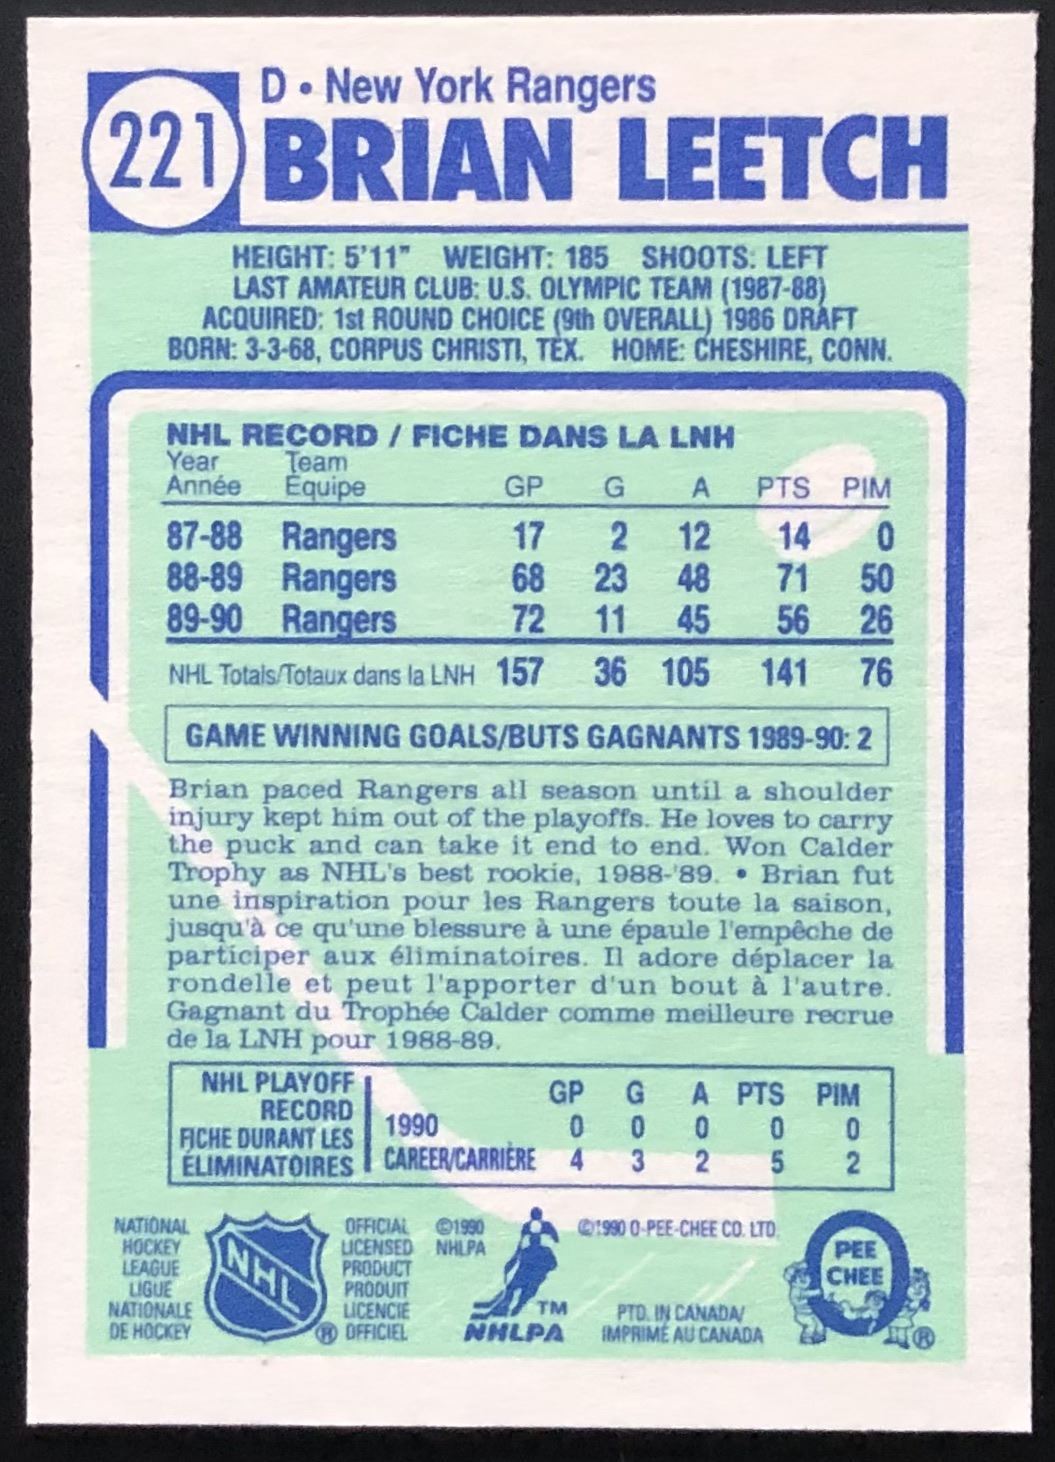 221
D • New York Rangers
BRIAN LEETCH
HEIGHT: 5'11" WEIGHT: 185 SHOOTS: LEFT
LAST AMATEUR CLUB: U.S. OLYMPIC TEAM (1987-88)
ACQUIRED: 1st ROUND CHOICE (9th OVERALL) 1986 DRAFT
BORN: 3-3-68, CORPUS CHRISTI, TEX. HOME: CHESHIRE, CONN.
NHL RECORD / FICHE DANS LA LNH
Year Team
Année Équipe GP G A PTS PIM
87-88 Rangers 17 2 12 14 0
88-89 Rangers 68 23 48 71 50
89-90 Rangers 72 11 45 56 26
NHL Totals/Totaux dans la LNH 157 36 105 141 76
GAME WINNING GOALS/BUTS GAGNANTS 1989-90: 2
Brian paced Rangers all season until a shoulder
injury kept him out of the playoffs. He loves to carry
the puck and can take it end to end. Won Calder
Trophy as NHL's best rookie, 1988-'89. • Brian fut
une inspiration pour les Rangers toute la saison,
jusqu'à ce qu'une blessure à une épaule l'empêche de
participer aux éliminatoires. Il adore déplacer la
rondelle et peut l'apporter d'un bout à l'autre.
Gagnant du Trophée Calder comme meilleure recrue
de la LNH pour 1988-89.
NHL PLAYOFF
RECORD
FICHE DURANT LES
ÉLIMINATOIRES
GP G A PTS PIM
1990 0 0 0 0 0
CAREER/CARRIÈRE 4 3 2 5 2
NATIONAL
HOCKEY
LEAGUE
LIGUE
NATIONALE
DE HOCKEY
NHL
®
OFFICIAL
LICENSED
PRODUCT
PRODUIT
LICENCIÉ
OFFICIEL
©1990
NHLPA
TM
NHLPA
©1990 O-PEE-CHEE CO. LTD.
PTD. IN CANADA/
IMPRIMÉ AU CANADA
O
PEE
CHEE
®